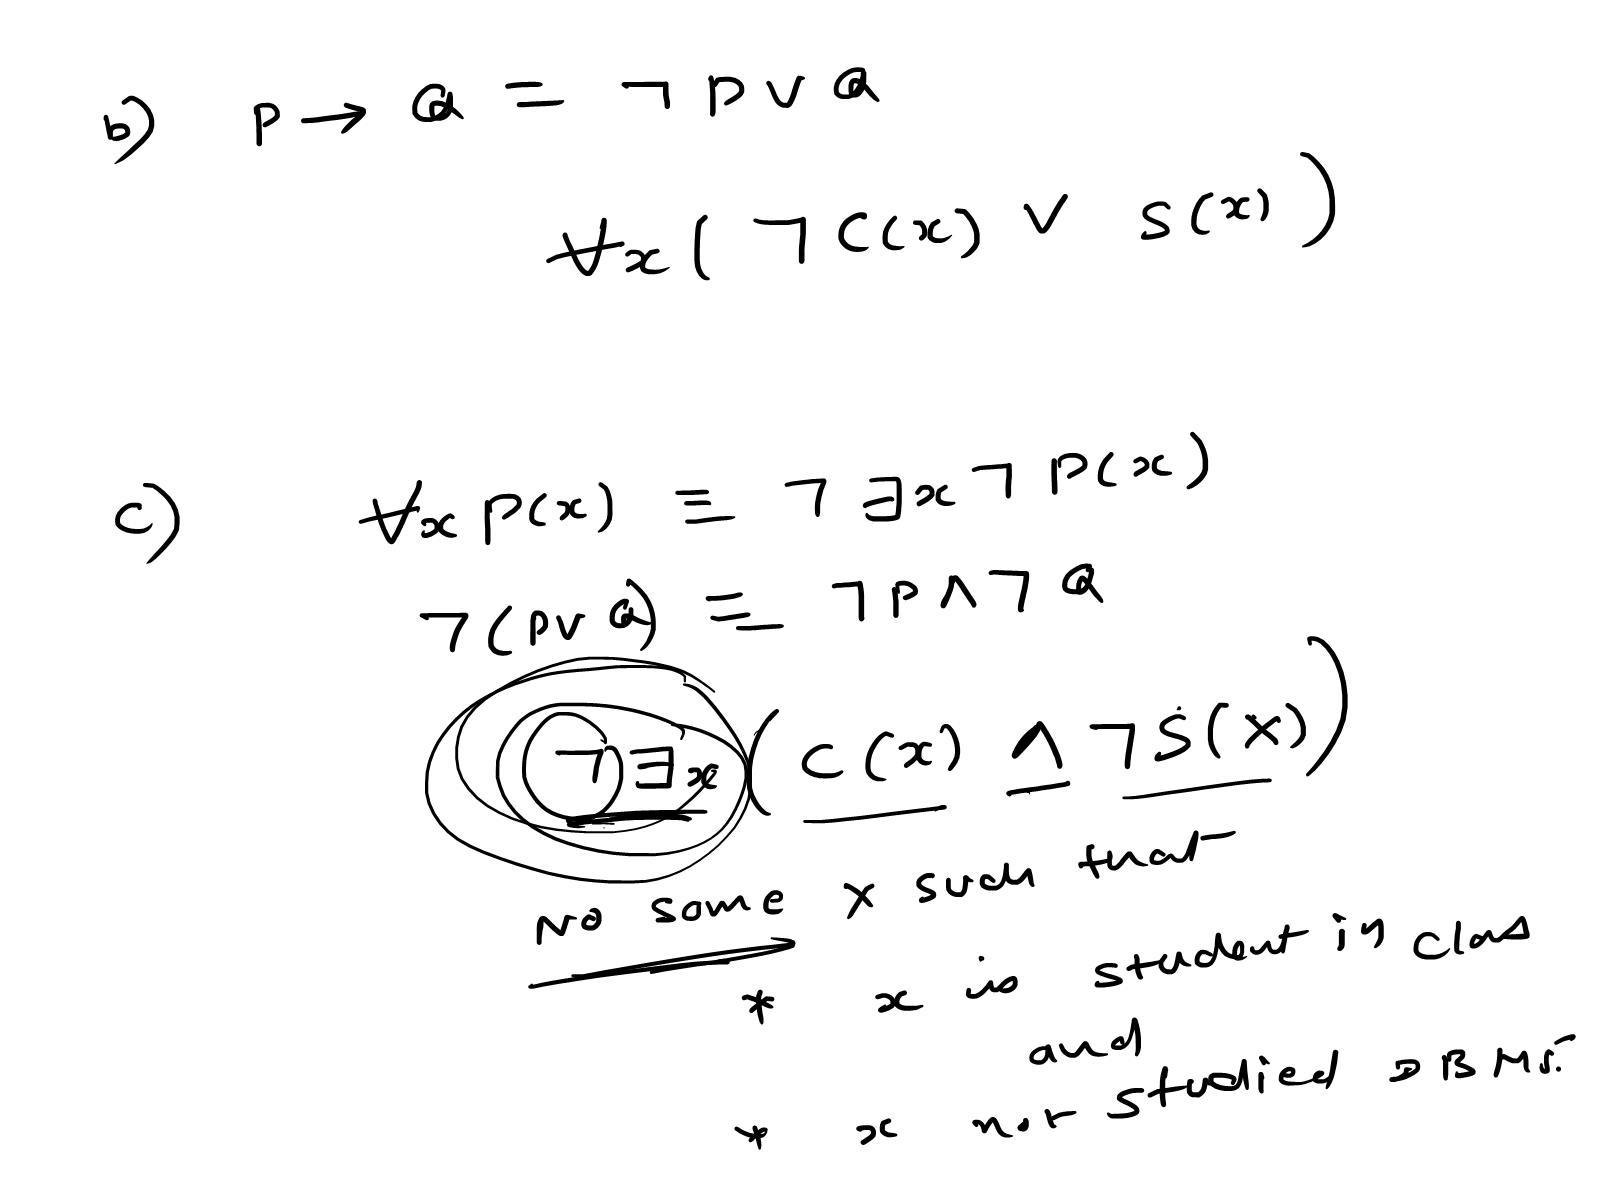 b) P → Q = ¬ P ∨ Q
∀x ( ¬ C(x) ∨ S(x) )
c) ∀x P(x) ≡ ¬ ∃x ¬ P(x)
¬ (P ∨ Q) ≡ ¬ P ∧ ¬ Q
¬ ∃x ( C(x) ∧ ¬ S(x) )
No some x such that
* x is student in class
and
* x not studied DBMS.